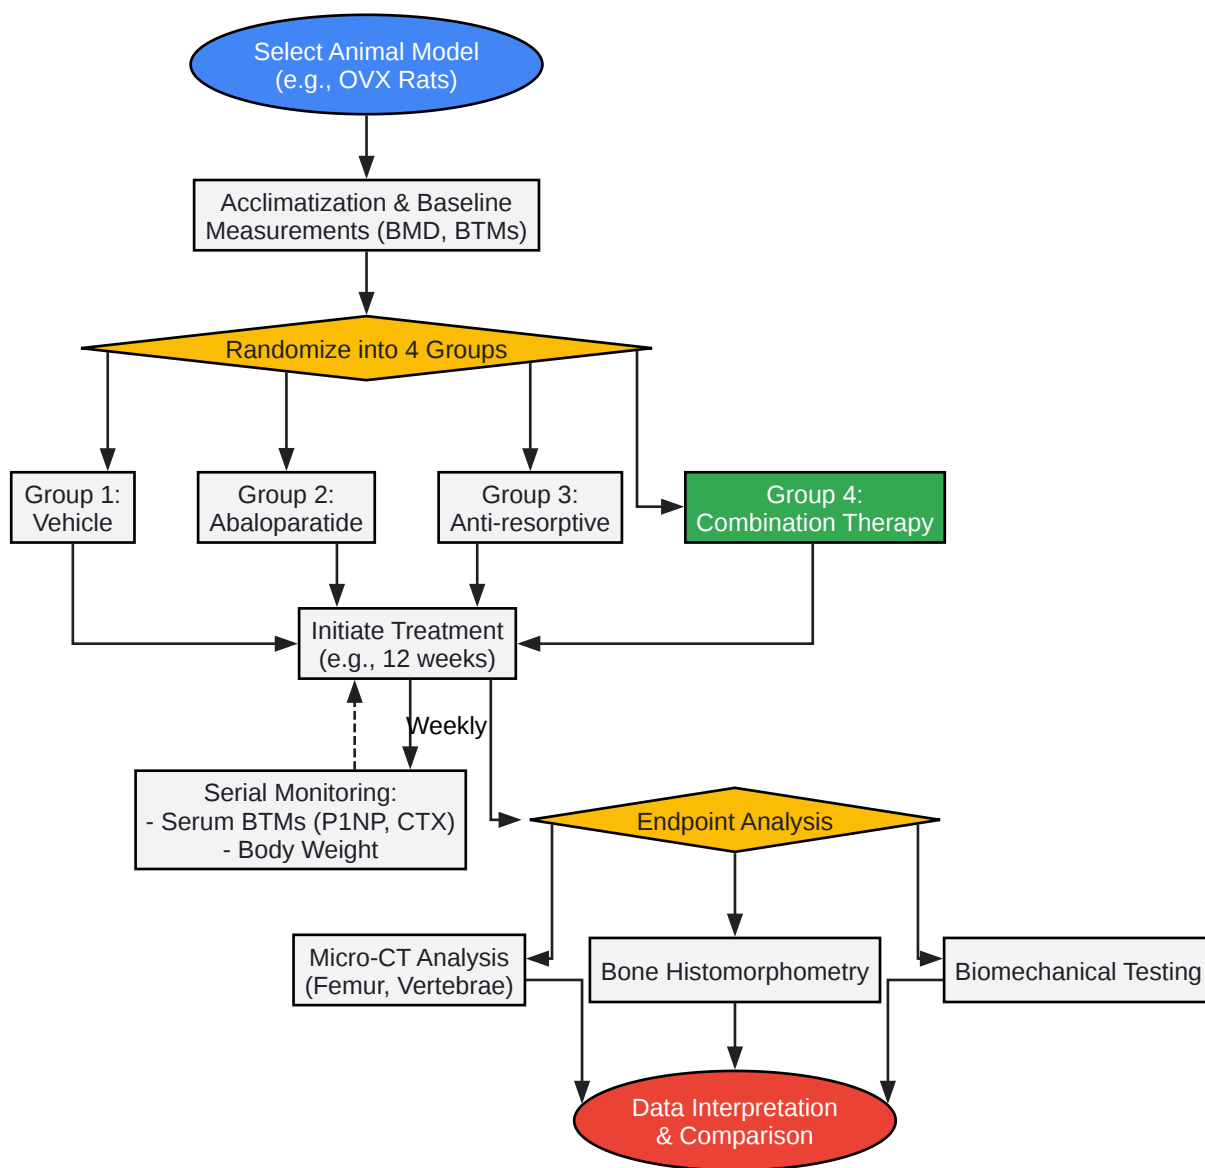 Select Animal Model
(e.g., OVX Rats)
Acclimatization & Baseline
Measurements (BMD, BTMs)
Randomize into 4 Groups
Group 1:
Vehicle
Group 2:
Abaloparatide
Group 3:
Anti-resorptive
Group 4:
Combination Therapy
Initiate Treatment
(e.g., 12 weeks)
Weekly
Serial Monitoring:
- Serum BTMs (P1NP, CTX)
- Body Weight
Endpoint Analysis
Micro-CT Analysis
(Femur, Vertebrae)
Bone Histomorphometry
Biomechanical Testing
Data Interpretation
& Comparison